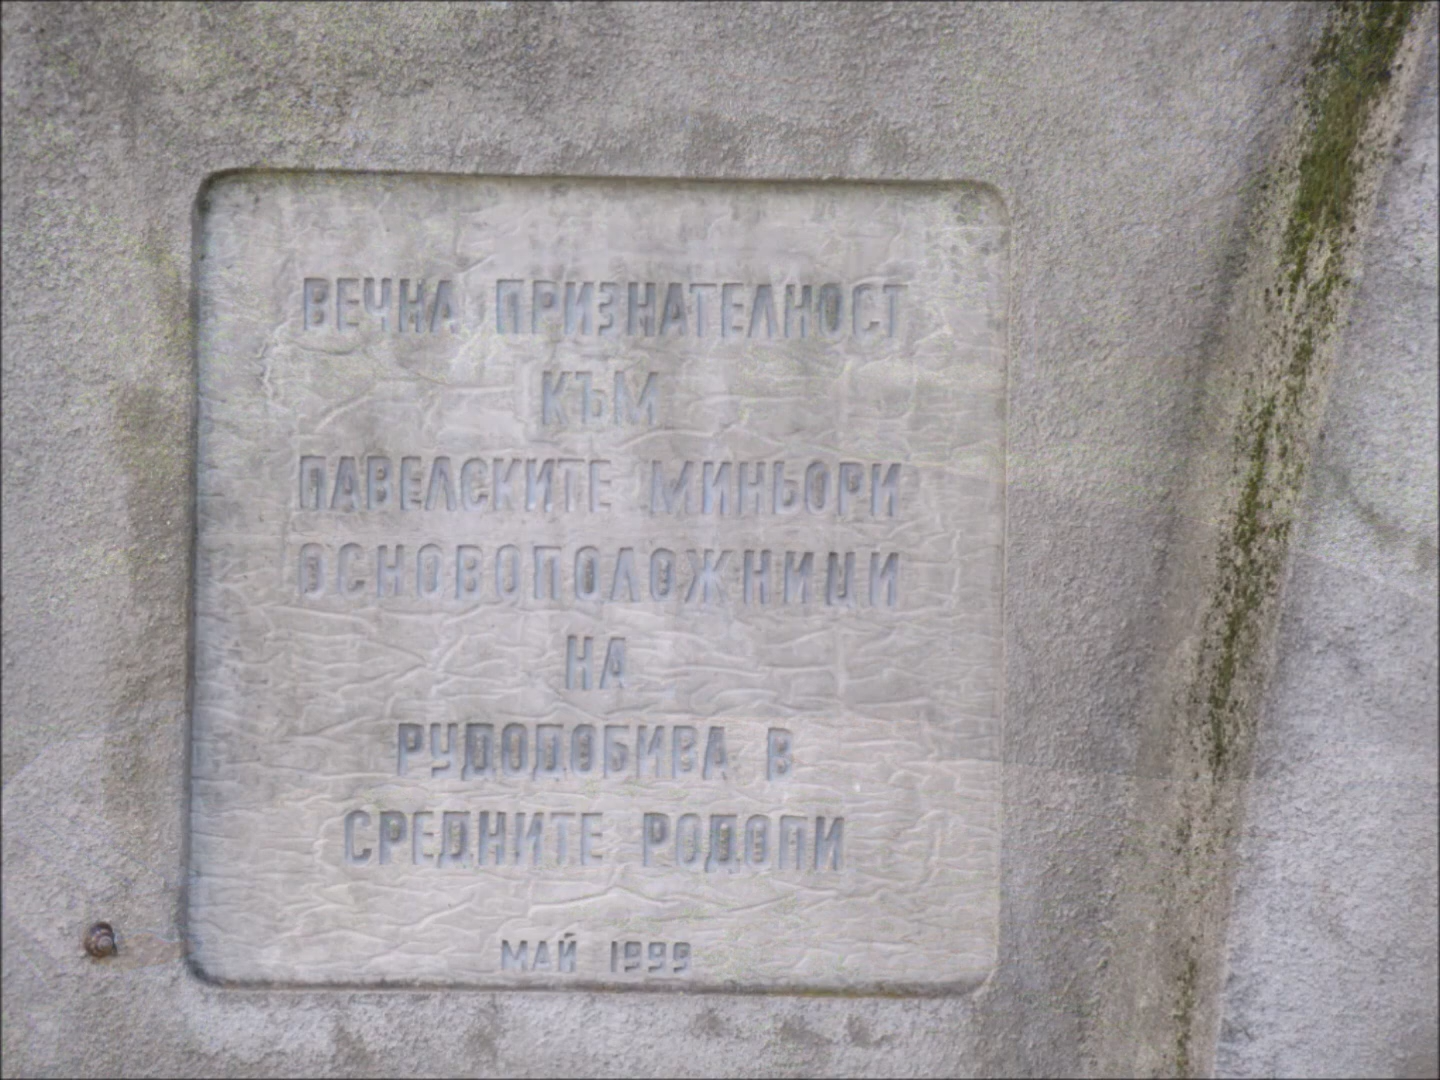 ВЕЧНА ПРИЗНАТЕЛНОСТ
КЪМ
ПАВЕЛСКИТЕ МИНЬОРИ
ОСНОВОПОЛОЖНИЦИ
НА
РУДОДОБИВА В
СРЕДНИТЕ РОДОПИ
МАЙ 1999